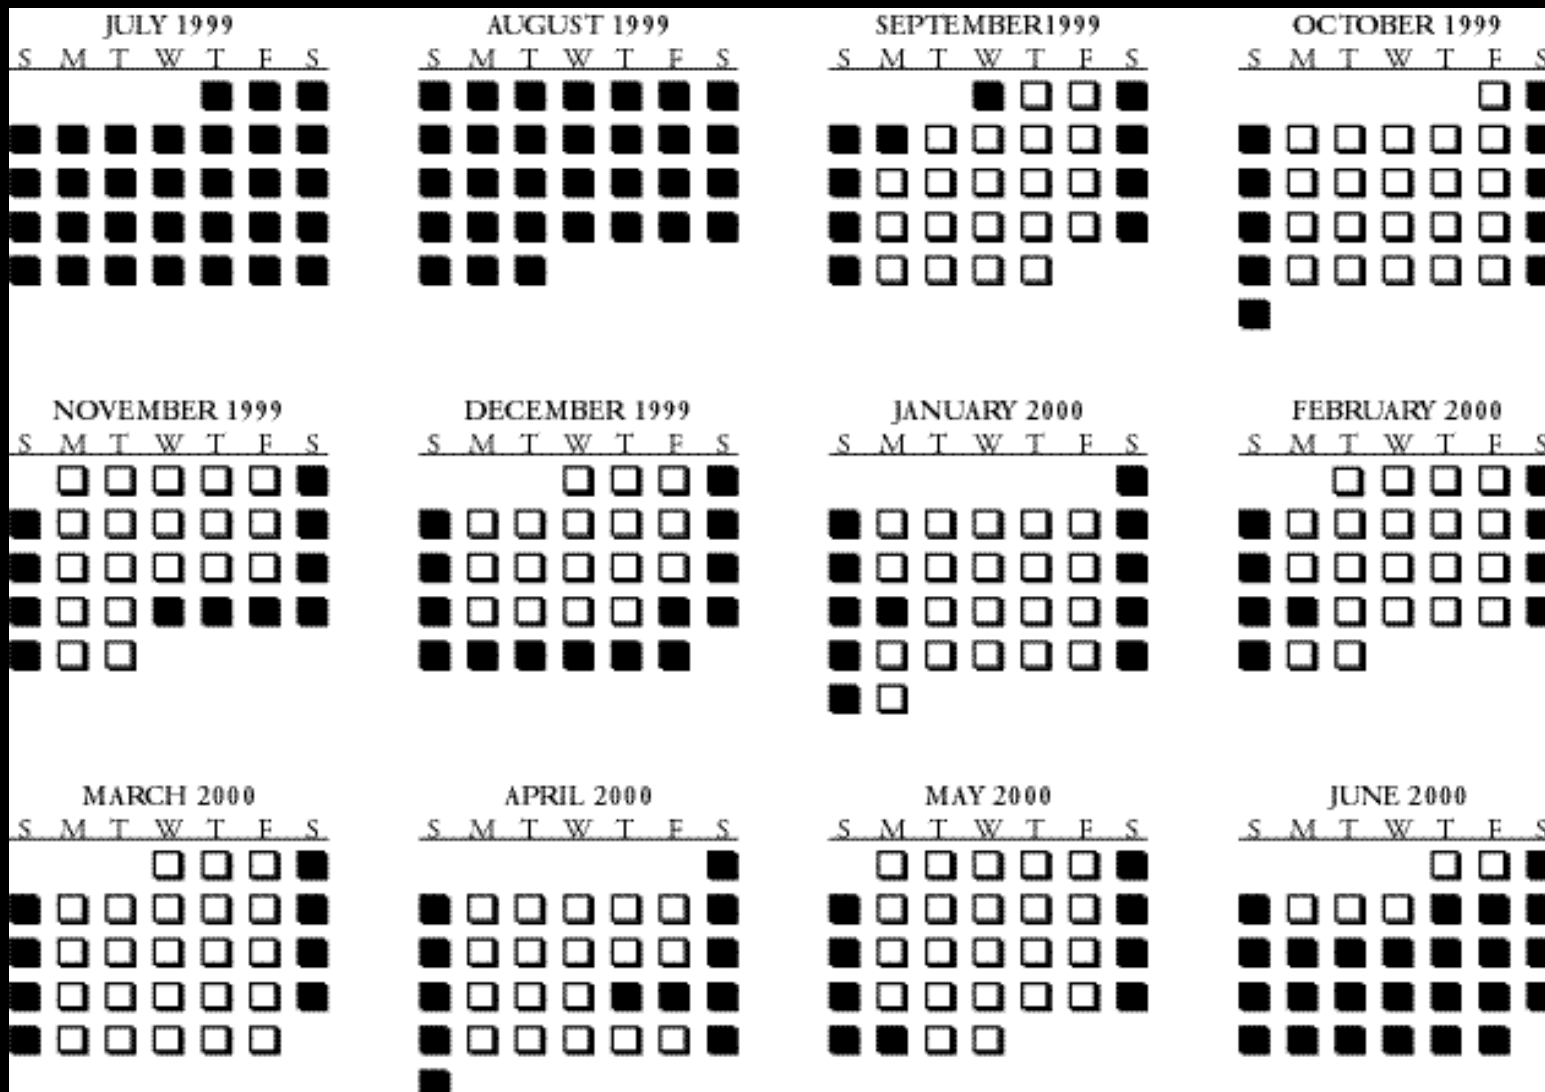 JULY 1999 AUGUST 1999 SEPTEMBER1999 OCTOBER 1999
S M T W T F S S M T W T F S S M T W T F S S M T W T F S
NOVEMBER 1999 DECEMBER 1999 JANUARY 2000 FEBRUARY 2000
S M T W T F S S M T W T F S S M T W T F S S M T W T F S
MARCH 2000 APRIL 2000 MAY 2000 JUNE 2000
S M T W T F S S M T W T F S S M T W T F S S M T W T F S